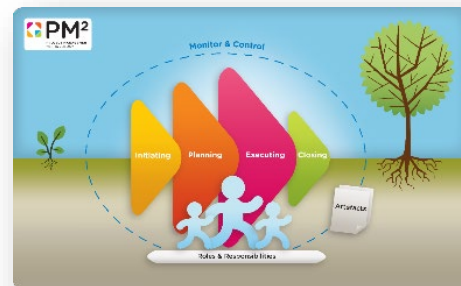 PM²
Monitor & Control
Initiating
Planning
Executing
Closing
Artefacts
Roles & Responsibilities